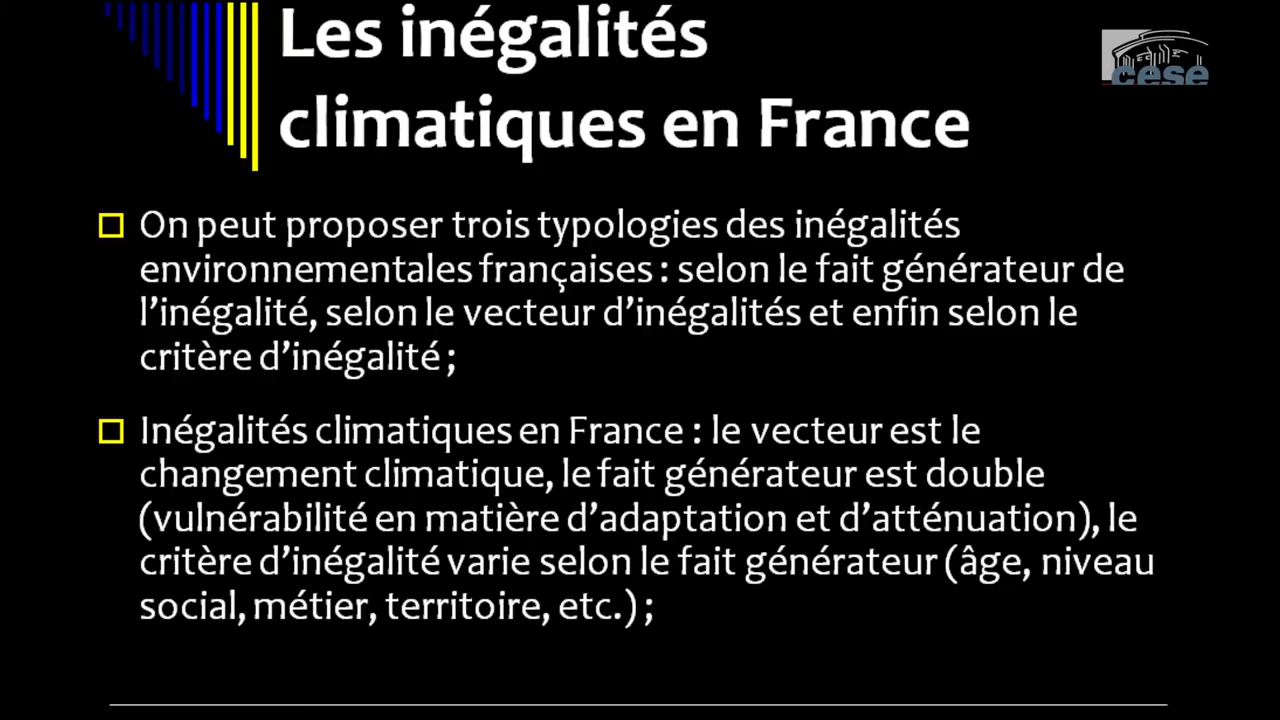 Les inégalités
climatiques en France
cese
On peut proposer trois typologies des inégalités
environnementales françaises : selon le fait générateur de
l’inégalité, selon le vecteur d’inégalités et enfin selon le
critère d’inégalité ;
Inégalités climatiques en France : le vecteur est le
changement climatique, le fait générateur est double
(vulnérabilité en matière d’adaptation et d’atténuation), le
critère d’inégalité varie selon le fait générateur (âge, niveau
social, métier, territoire, etc.) ;